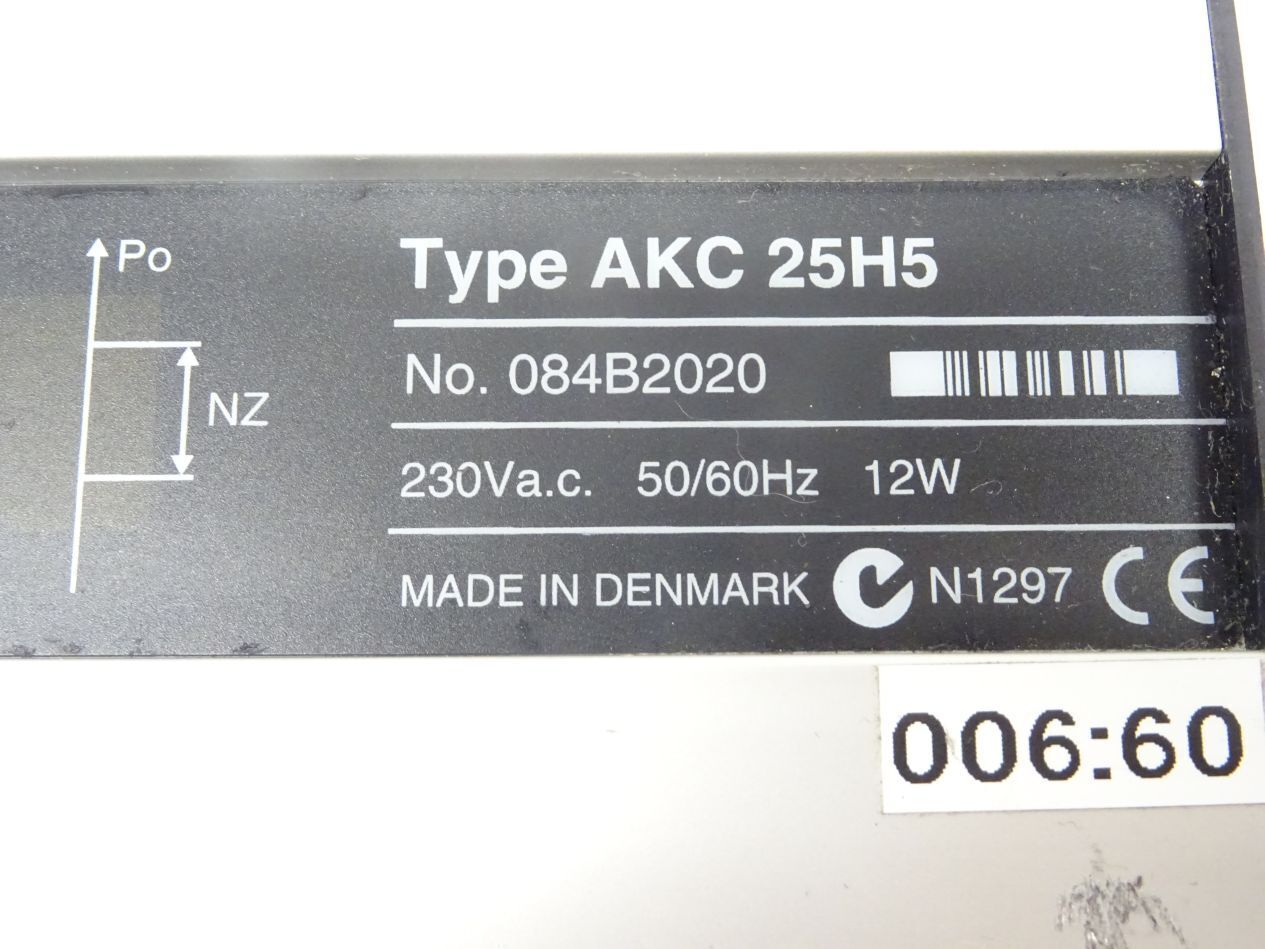 Po
NZ
Type AKC 25H5
No. 084B2020
230Va.c. 50/60Hz 12W
MADE IN DENMARK N1297 CE
006:60